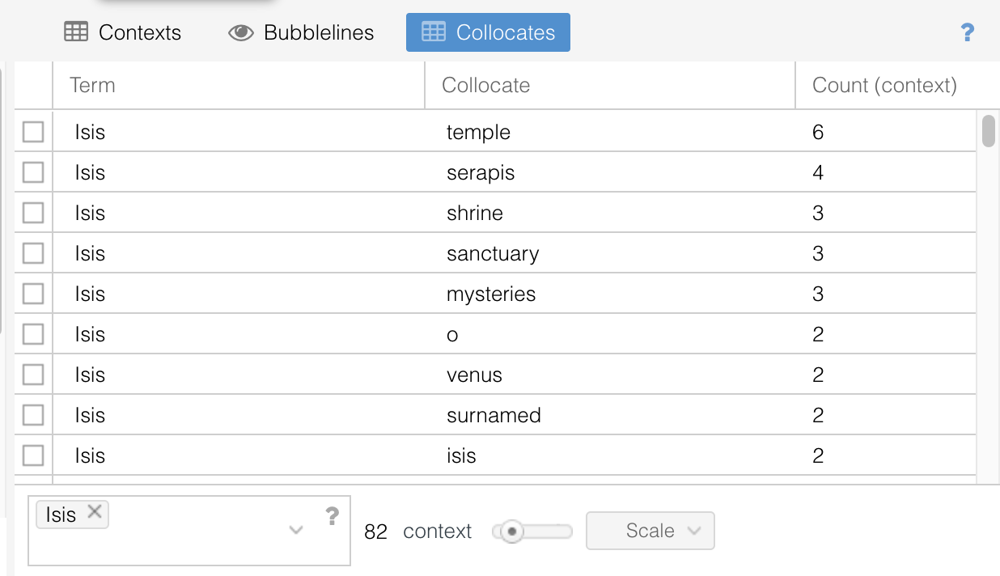 Contexts Bubblelines Collocates ?
Term Collocate Count (context)
Isis temple 6
Isis serapis 4
Isis shrine 3
Isis sanctuary 3
Isis mysteries 3
Isis o 2
Isis venus 2
Isis surnamed 2
Isis isis 2
Isis ? 82 context Scale